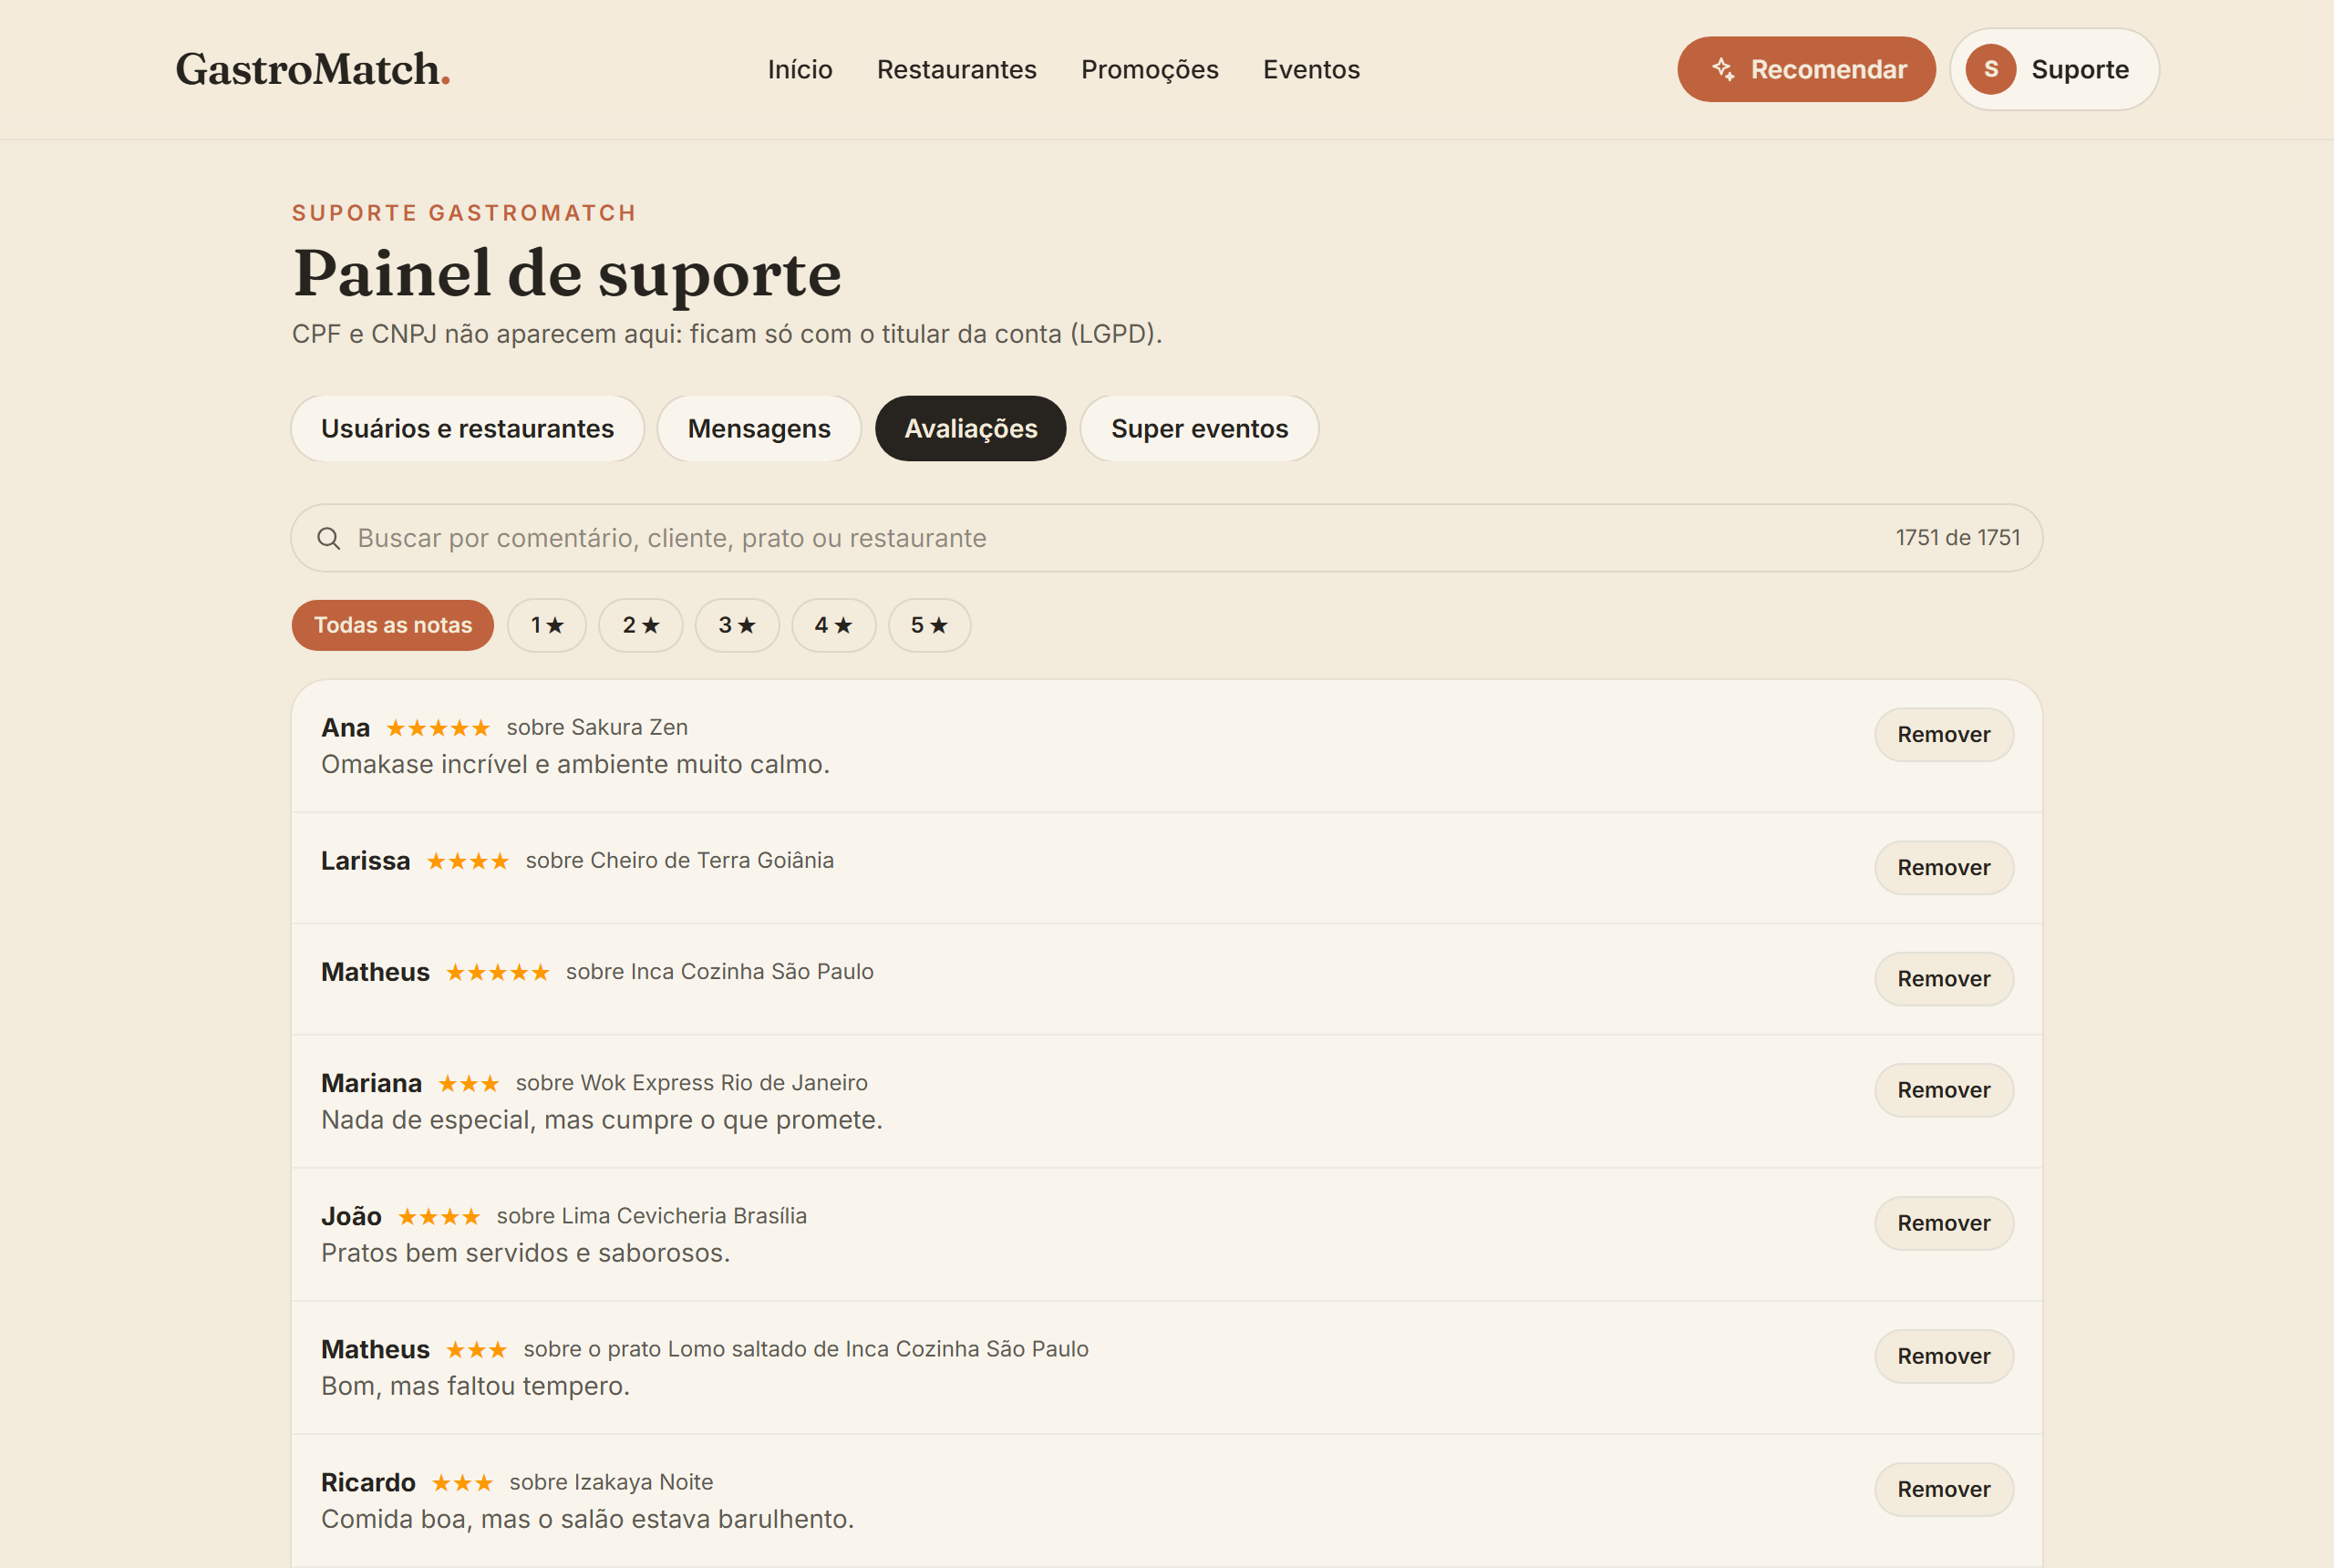 GastroMatch.
Início Restaurantes Promoções Eventos
Recomendar
S Suporte
SUPORTE GASTROMATCH
Painel de suporte
CPF e CNPJ não aparecem aqui: ficam só com o titular da conta (LGPD).
Usuários e restaurantes Mensagens Avaliações Super eventos
Buscar por comentário, cliente, prato ou restaurante 1751 de 1751
Todas as notas 1 ★ 2 ★ 3 ★ 4 ★ 5 ★
Ana ★★★★★ sobre Sakura Zen Remover
Omakase incrível e ambiente muito calmo.
Larissa ★★★★ sobre Cheiro de Terra Goiânia Remover
Matheus ★★★★★ sobre Inca Cozinha São Paulo Remover
Mariana ★★★ sobre Wok Express Rio de Janeiro Remover
Nada de especial, mas cumpre o que promete.
João ★★★★ sobre Lima Cevicheria Brasília Remover
Pratos bem servidos e saborosos.
Matheus ★★★ sobre o prato Lomo saltado de Inca Cozinha São Paulo Remover
Bom, mas faltou tempero.
Ricardo ★★★ sobre Izakaya Noite Remover
Comida boa, mas o salão estava barulhento.